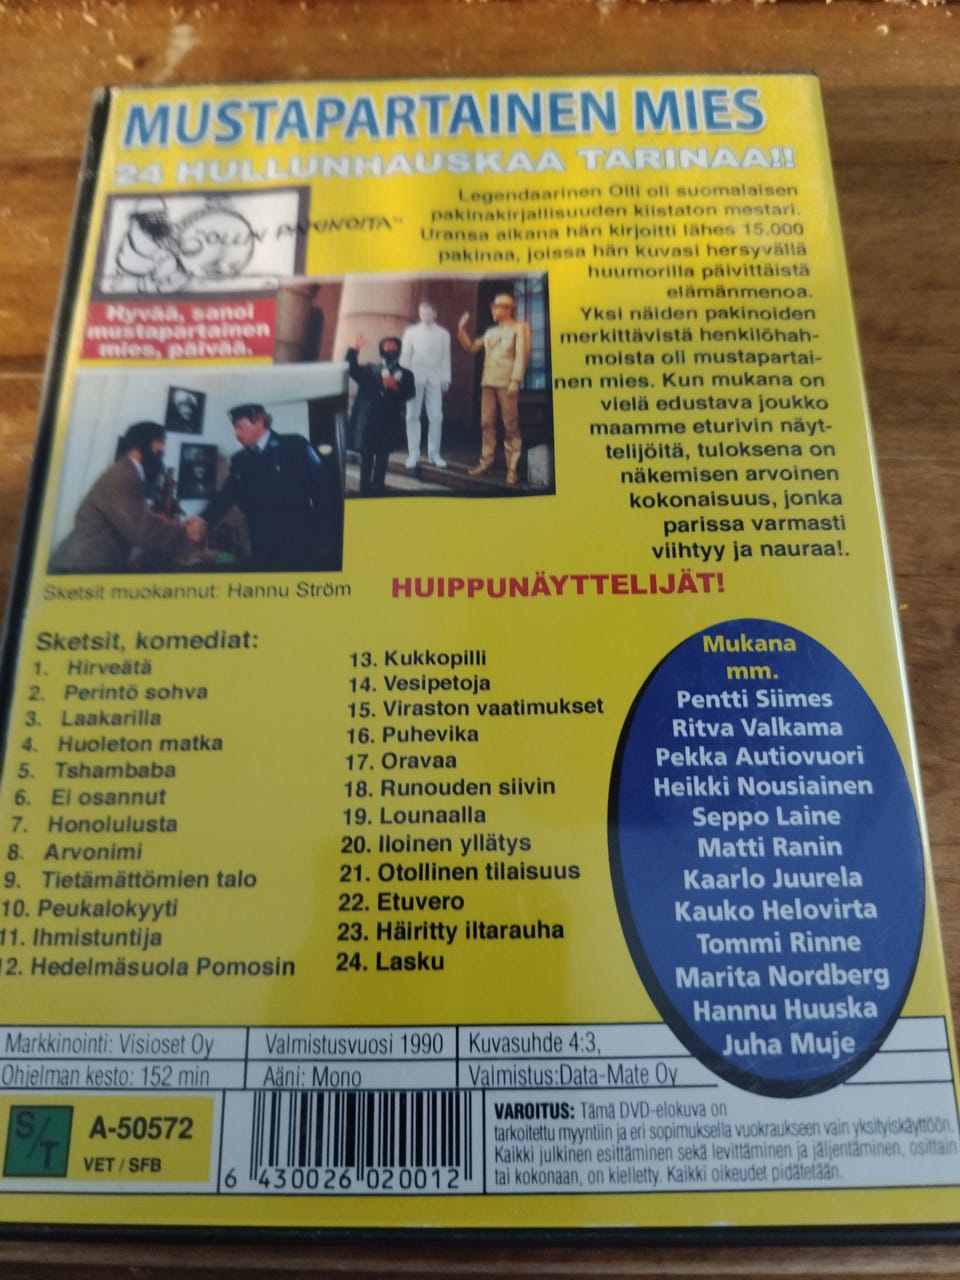 MUSTAPARTAINEN MIES
24 HULLUNHAUSKAA TARINAA!!
"OLLIN PAKINOITA"
Hyvää, sanoi
mustapartainen
mies, päivää.
Legendaarinen Olli oli suomalaisen
pakinakirjallisuuden kiistaton mestari.
Uransa aikana hän kirjoitti lähes 15.000
pakinaa, joissa hän kuvasi hersyvällä
huumorilla päivittäistä
elämänmenoa.
Yksi näiden pakinoiden
merkittävistä henkilöhah-
moista oli mustapartai-
nen mies. Kun mukana on
vielä edustava joukko
maamme eturivin näyt-
telijöitä, tuloksena on
näkemisen arvoinen
kokonaisuus, jonka
parissa varmasti
viihtyy ja nauraa!.
Sketsit muokannut: Hannu Ström
HUIPPUNÄYTTELIJÄT!
Sketsit, komediat:
1. Hirveätä
2. Perintö sohva
3. Laakarilla
4. Huoleton matka
5. Tshambaba
6. Ei osannut
7. Honolulusta
8. Arvonimi
9. Tietämättömien talo
10. Peukalokyyti
11. Ihmistuntija
12. Hedelmäsuola Pomosin
13. Kukkopilli
14. Vesipetoja
15. Viraston vaatimukset
16. Puhevika
17. Oravaa
18. Runouden siivin
19. Lounaalla
20. Iloinen yllätys
21. Otollinen tilaisuus
22. Etuvero
23. Häiritty iltarauha
24. Lasku
Mukana
mm.
Pentti Siimes
Ritva Valkama
Pekka Autiovuori
Heikki Nousiainen
Seppo Laine
Matti Ranin
Kaarlo Juurela
Kauko Helovirta
Tommi Rinne
Marita Nordberg
Hannu Huuska
Juha Muje
Markkinointi: Visioset Oy
Valmistusvuosi 1990
Kuvasuhde 4:3,
Ohjelman kesto: 152 min
Ääni: Mono
Valmistus:Data-Mate Oy
S/T
A-50572
VET / SFB
6 430026 020012
VAROITUS: Tämä DVD-elokuva on
tarkoitettu myyntiin ja eri sopimuksella vuokraukseen vain yksityiskäyttöön.
Kaikki julkinen esittäminen sekä levittäminen ja jäljentäminen, osittain
tai kokonaan, on kielletty. Kaikki oikeudet pidätetään.